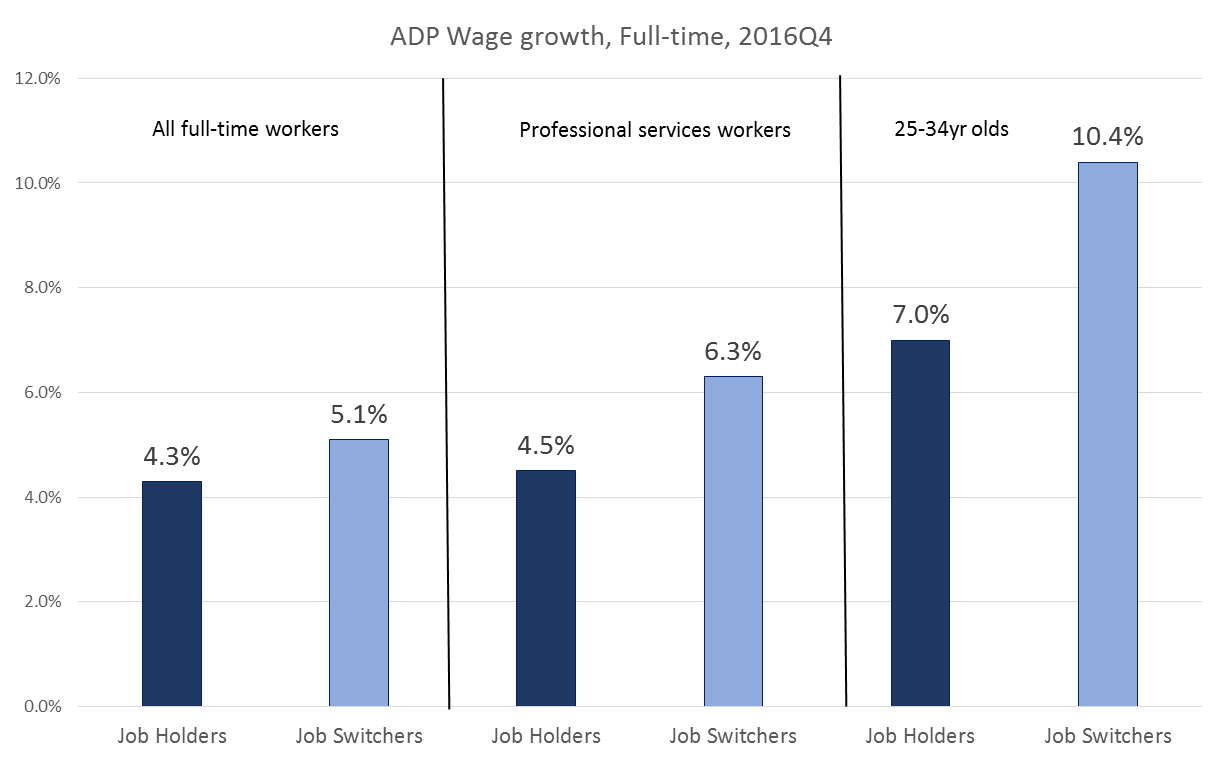 ADP Wage growth, Full-time, 2016Q4
12.0%
10.0%
8.0%
6.0%
4.0%
2.0%
0.0%
All full-time workers
Professional services workers
25-34yr olds
4.3%
5.1%
4.5%
6.3%
7.0%
10.4%
Job Holders
Job Switchers
Job Holders
Job Switchers
Job Holders
Job Switchers